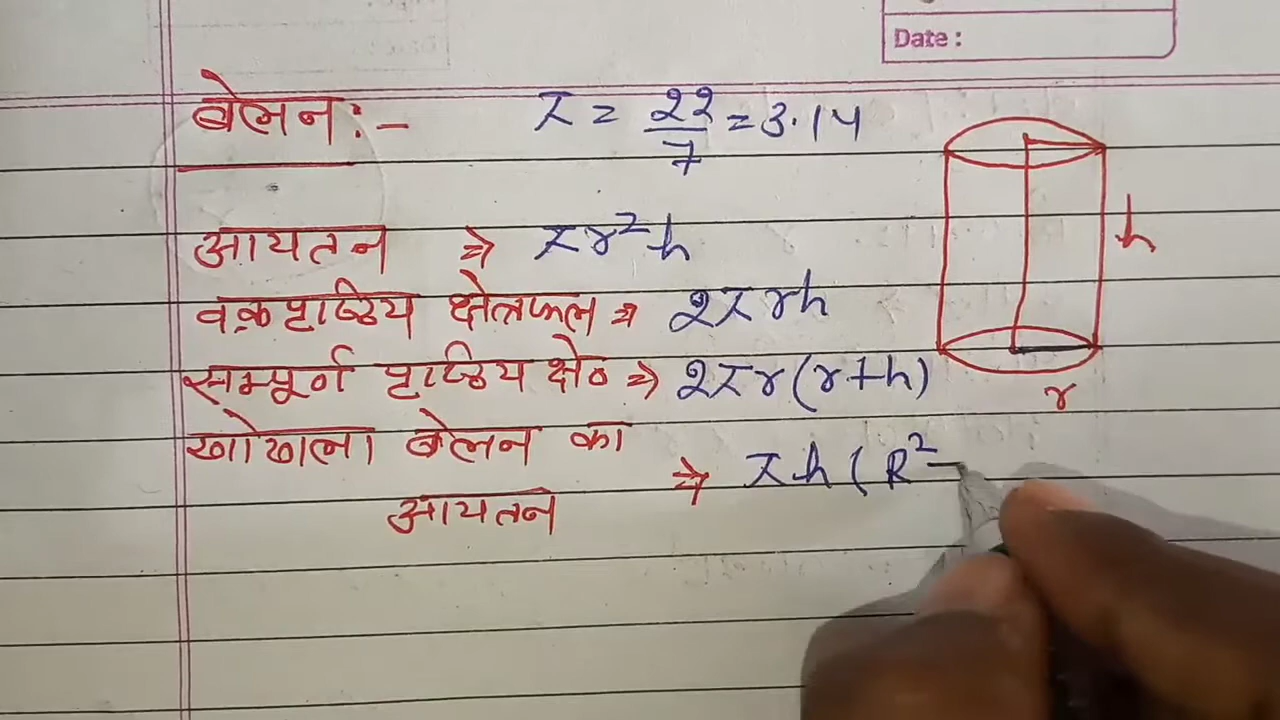 Date :
बेलन :- π = 22/7 = 3.14
आयतन ⇒ πr²h
वक्रपृष्ठिय क्षेत्रफल ⇒ 2πrh
सम्पूर्ण पृष्ठिय क्षे० ⇒ 2πr(r+h)
खोखला बेलन का
आयतन ⇒ πh(R²-
h
r